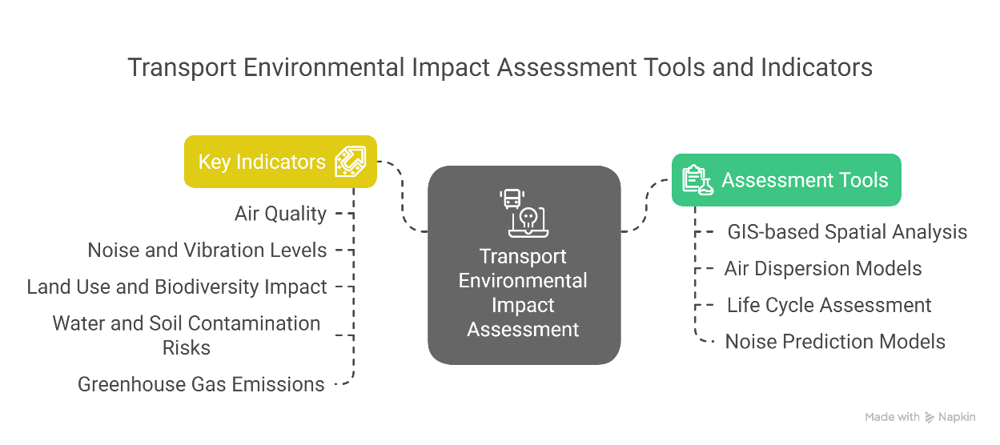 Transport Environmental Impact Assessment Tools and Indicators
Key Indicators
Air Quality
Noise and Vibration Levels
Land Use and Biodiversity Impact
Water and Soil Contamination
Risks
Greenhouse Gas Emissions
Transport
Environmental
Impact
Assessment
Assessment Tools
GIS-based Spatial Analysis
Air Dispersion Models
Life Cycle Assessment
Noise Prediction Models
Made with Napkin